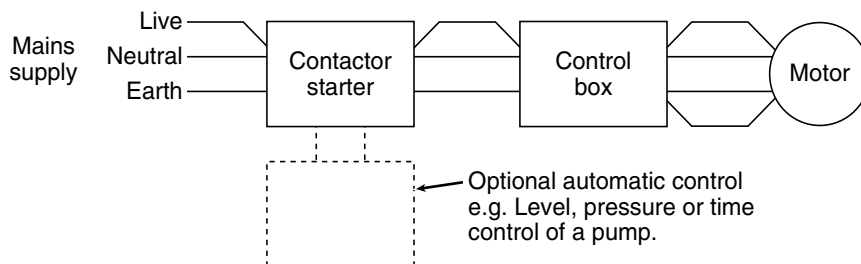 Mains
supply
Live
Neutral
Earth
Contactor
starter
Control
box
Motor
Optional automatic control
e.g. Level, pressure or time
control of a pump.